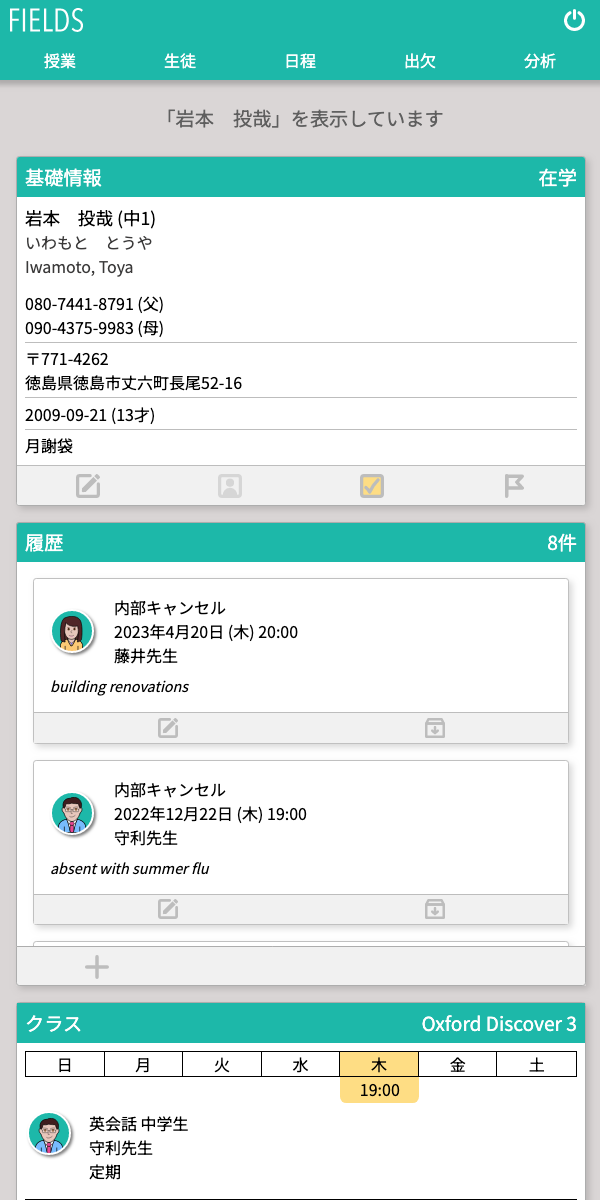 FIELDS
授業 生徒 日程 出欠 分析
「岩本　投哉」を表示しています
基礎情報 在学
岩本　投哉 (中1)
いわもと　とうや
Iwamoto, Toya
080-7441-8791 (父)
090-4375-9983 (母)
〒771-4262
徳島県徳島市丈六町長尾52-16
2009-09-21 (13才)
月謝袋
履歴 8件
内部キャンセル
2023年4月20日 (木) 20:00
藤井先生
building renovations
内部キャンセル
2022年12月22日 (木) 19:00
守利先生
absent with summer flu
クラス Oxford Discover 3
日 月 火 水 木 金 土
19:00
英会話 中学生
守利先生
定期